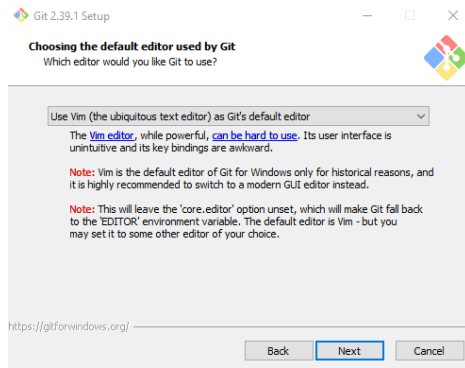 Git 2.39.1 Setup
Choosing the default editor used by Git
Which editor would you like Git to use?
Use Vim (the ubiquitous text editor) as Git's default editor
The Vim editor, while powerful, can be hard to use. Its user interface is
unintuitive and its key bindings are awkward.
Note: Vim is the default editor of Git for Windows only for historical reasons, and
it is highly recommended to switch to a modern GUI editor instead.
Note: This will leave the 'core.editor' option unset, which will make Git fall back
to the 'EDITOR' environment variable. The default editor is Vim - but you
may set it to some other editor of your choice.
https://gitforwindows.org/
Back Next Cancel